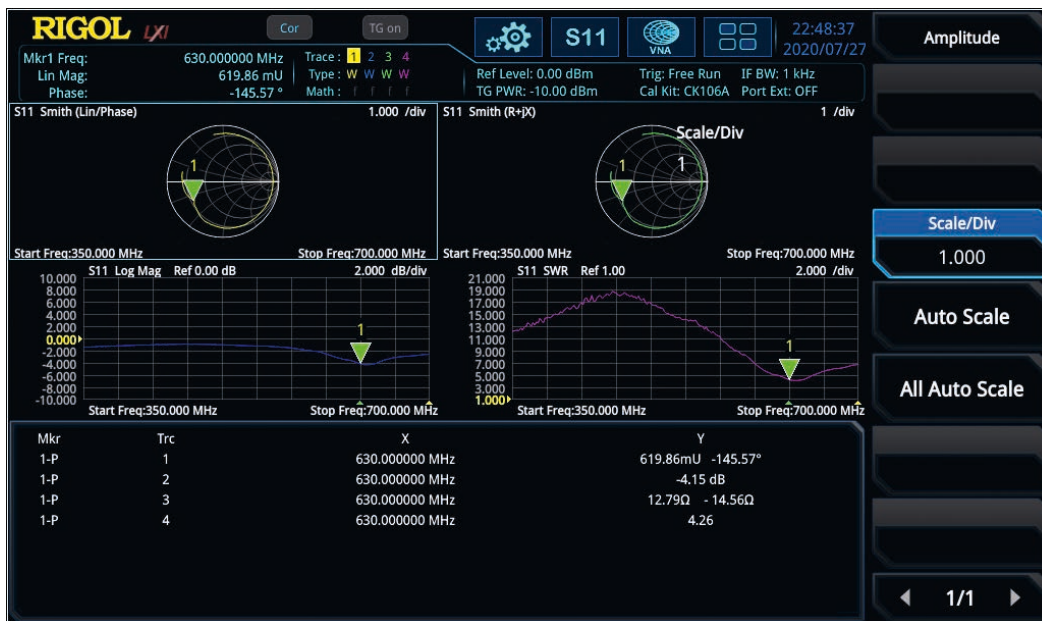 RIGOL LXI Cor TG on S11 VNA 22:48:37
2020/07/27
Mkr1 Freq: 630.000000 MHz
Lin Mag: 619.86 mU
Phase: -145.57 °
Trace: 1 2 3 4
Type: W W W W
Math: f f f f
Ref Level: 0.00 dBm Trig: Free Run IF BW: 1 kHz
TG PWR: -10.00 dBm Cal Kit: CK106A Port Ext: OFF
S11 Smith (Lin/Phase) 1.000 /div
1
Start Freq:350.000 MHz Stop Freq:700.000 MHz
S11 Smith (R+jX) 1 /div
Scale/Div
1
1
Start Freq:350.000 MHz Stop Freq:700.000 MHz
S11 Log Mag Ref 0.00 dB 2.000 dB/div
10.000
8.000
6.000
4.000
2.000
0.000
-2.000
-4.000
-6.000
-8.000
-10.000
1
Start Freq:350.000 MHz Stop Freq:700.000 MHz
S11 SWR Ref 1.00 2.000 /div
21.000
19.000
17.000
15.000
13.000
11.000
9.000
7.000
5.000
3.000
1.000
1
Start Freq:350.000 MHz Stop Freq:700.000 MHz
Mkr Trc X Y
1-P 1 630.000000 MHz 619.86mU -145.57°
1-P 2 630.000000 MHz -4.15 dB
1-P 3 630.000000 MHz 12.79Ω - 14.56Ω
1-P 4 630.000000 MHz 4.26
Amplitude
Scale/Div
1.000
Auto Scale
All Auto Scale
1/1